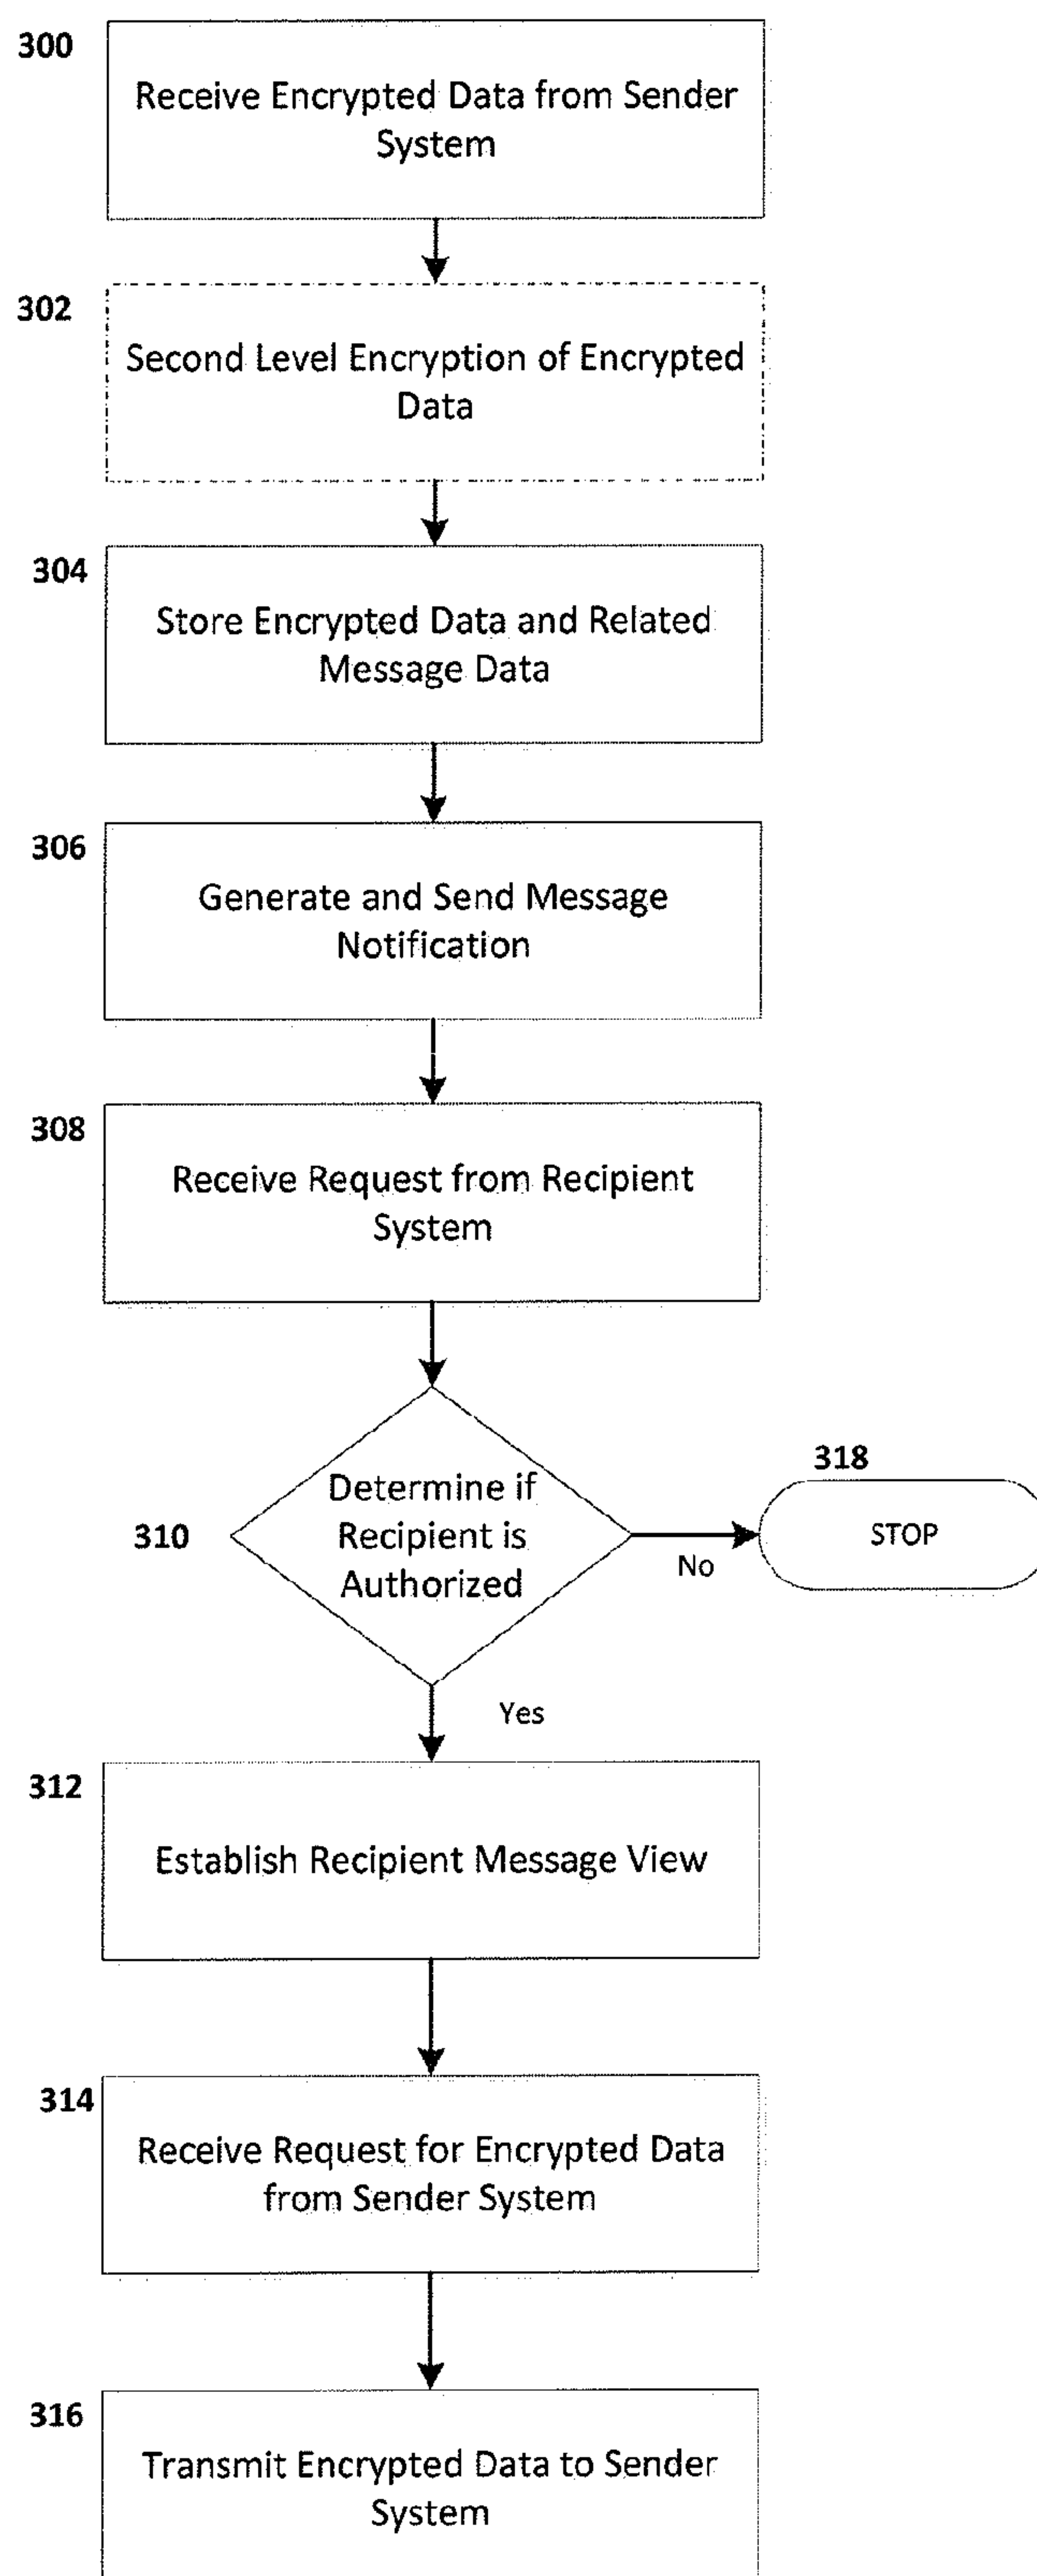 300
Receive Encrypted Data from Sender
System
302
Second Level Encryption of Encrypted
Data
304
Store Encrypted Data and Related
Message Data
306
Generate and Send Message
Notification
308
Receive Request from Recipient
System
310
Determine if
Recipient is
Authorized
No
318
STOP
Yes
312
Establish Recipient Message View
314
Receive Request for Encrypted Data
from Sender System
316
Transmit Encrypted Data to Sender
System